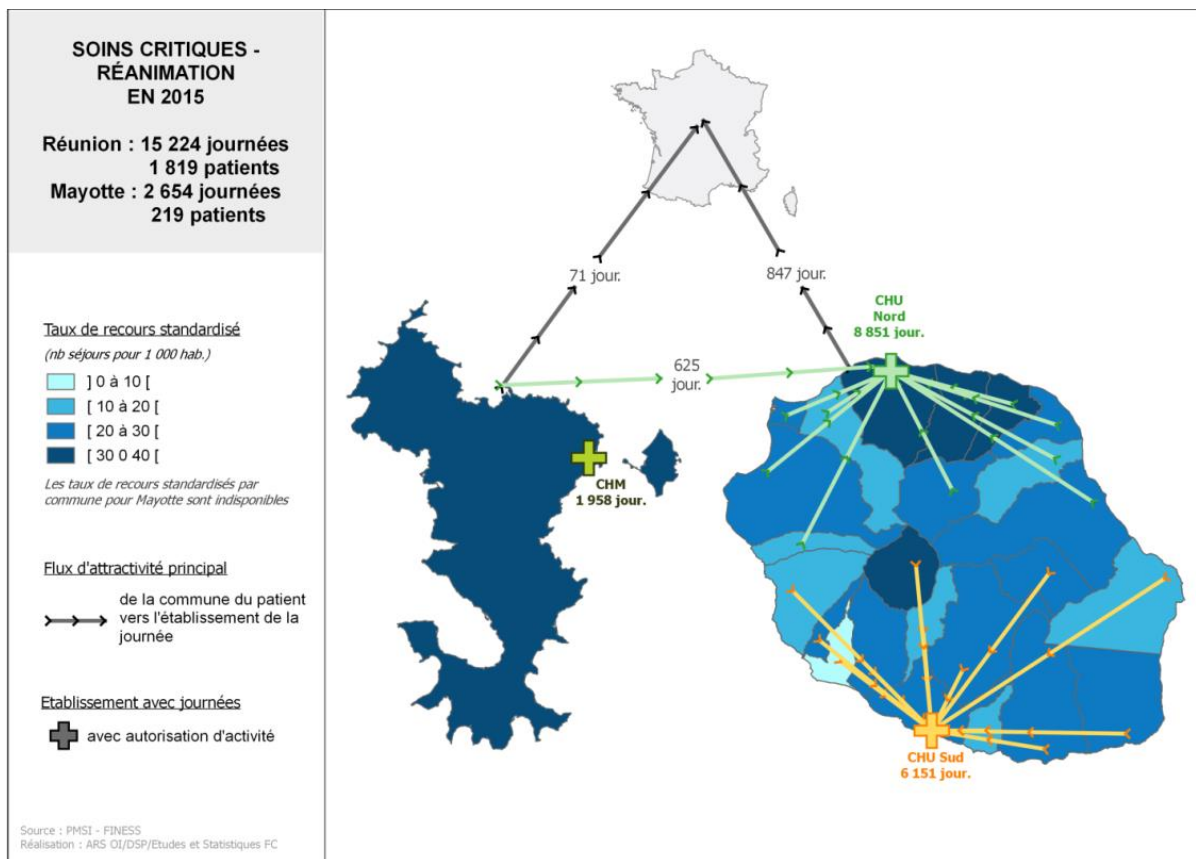 SOINS CRITIQUES -
RÉANIMATION
EN 2015
Réunion : 15 224 journées
1 819 patients
Mayotte : 2 654 journées
219 patients
Taux de recours standardisé
(nb séjours pour 1 000 hab.)
] 0 à 10 [
[ 10 à 20 [
[ 20 à 30 [
[ 30 0 40 [
Les taux de recours standardisés par
commune pour Mayotte sont indisponibles
Flux d'attractivité principal
de la commune du patient
vers l'établissement de la
journée
Etablissement avec journées
avec autorisation d'activité
Source : PMSI - FINESS
Réalisation : ARS OI/DSP/Etudes et Statistiques FC
71 jour.
847 jour.
CHU
Nord
8 851 jour.
625
jour.
CHM
1 958 jour.
CHU Sud
6 151 jour.